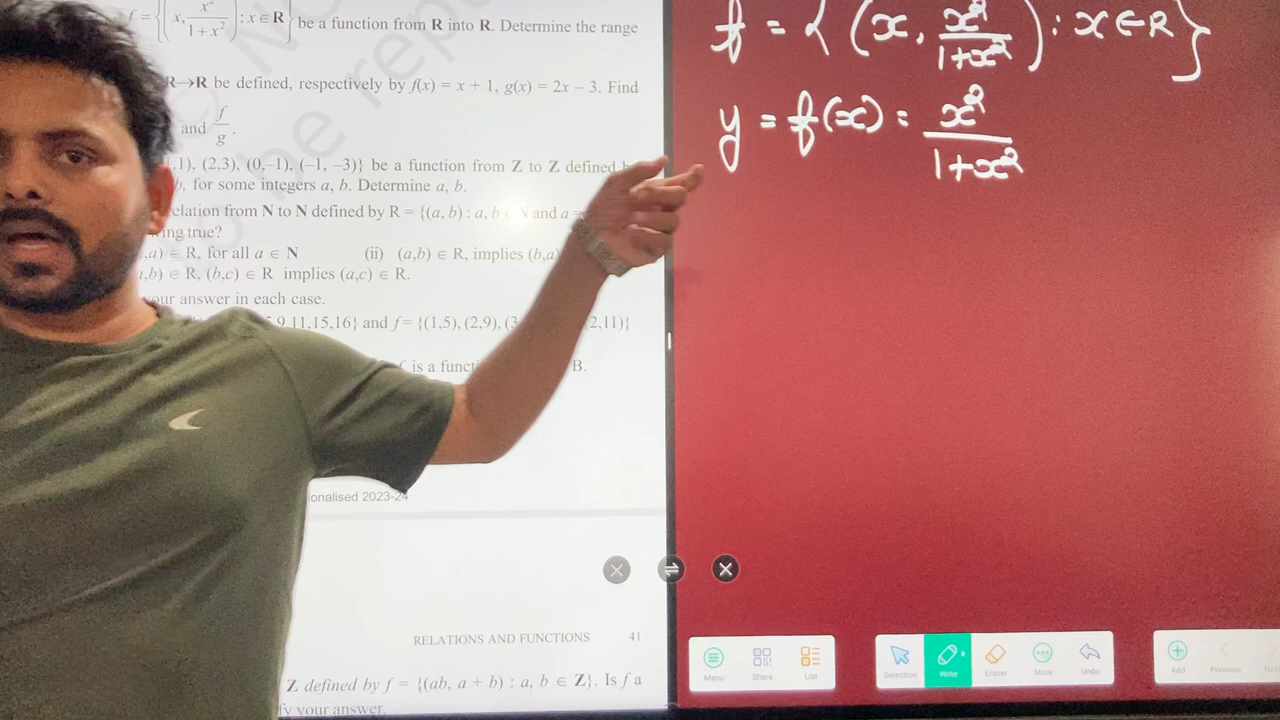 f = {(x, x²/1 + x²) : x ∈ R} be a function from R into R. Determine the range
R→R be defined, respectively by f(x) = x + 1, g(x) = 2x – 3. Find
and f/g.
,1), (2,3), (0,–1), (–1, –3)} be a function from Z to Z defined
, for some integers a, b. Determine a, b.
elation from N to N defined by R = {(a, b) : a, b ∈ N and a =
ing true?
,a) ∈ R, for all a ∈ N (ii) (a,b) ∈ R, implies (b,a)
,b) ∈ R, (b,c) ∈ R implies (a,c) ∈ R.
our answer in each case.
,9,11,15,16} and f = {(1,5), (2,9), (3 2,11)}
is a funct B.
onalised 2023-24
RELATIONS AND FUNCTIONS 41
Z defined by f = {(ab, a + b) : a, b ∈ Z}. Is f a
fy your answer.
f = {(x, x²/1+x²) : x ∈ R}
y = f(x) = x²/1+x²
Menu Share List Selection Write Eraser More Undo Add Previous